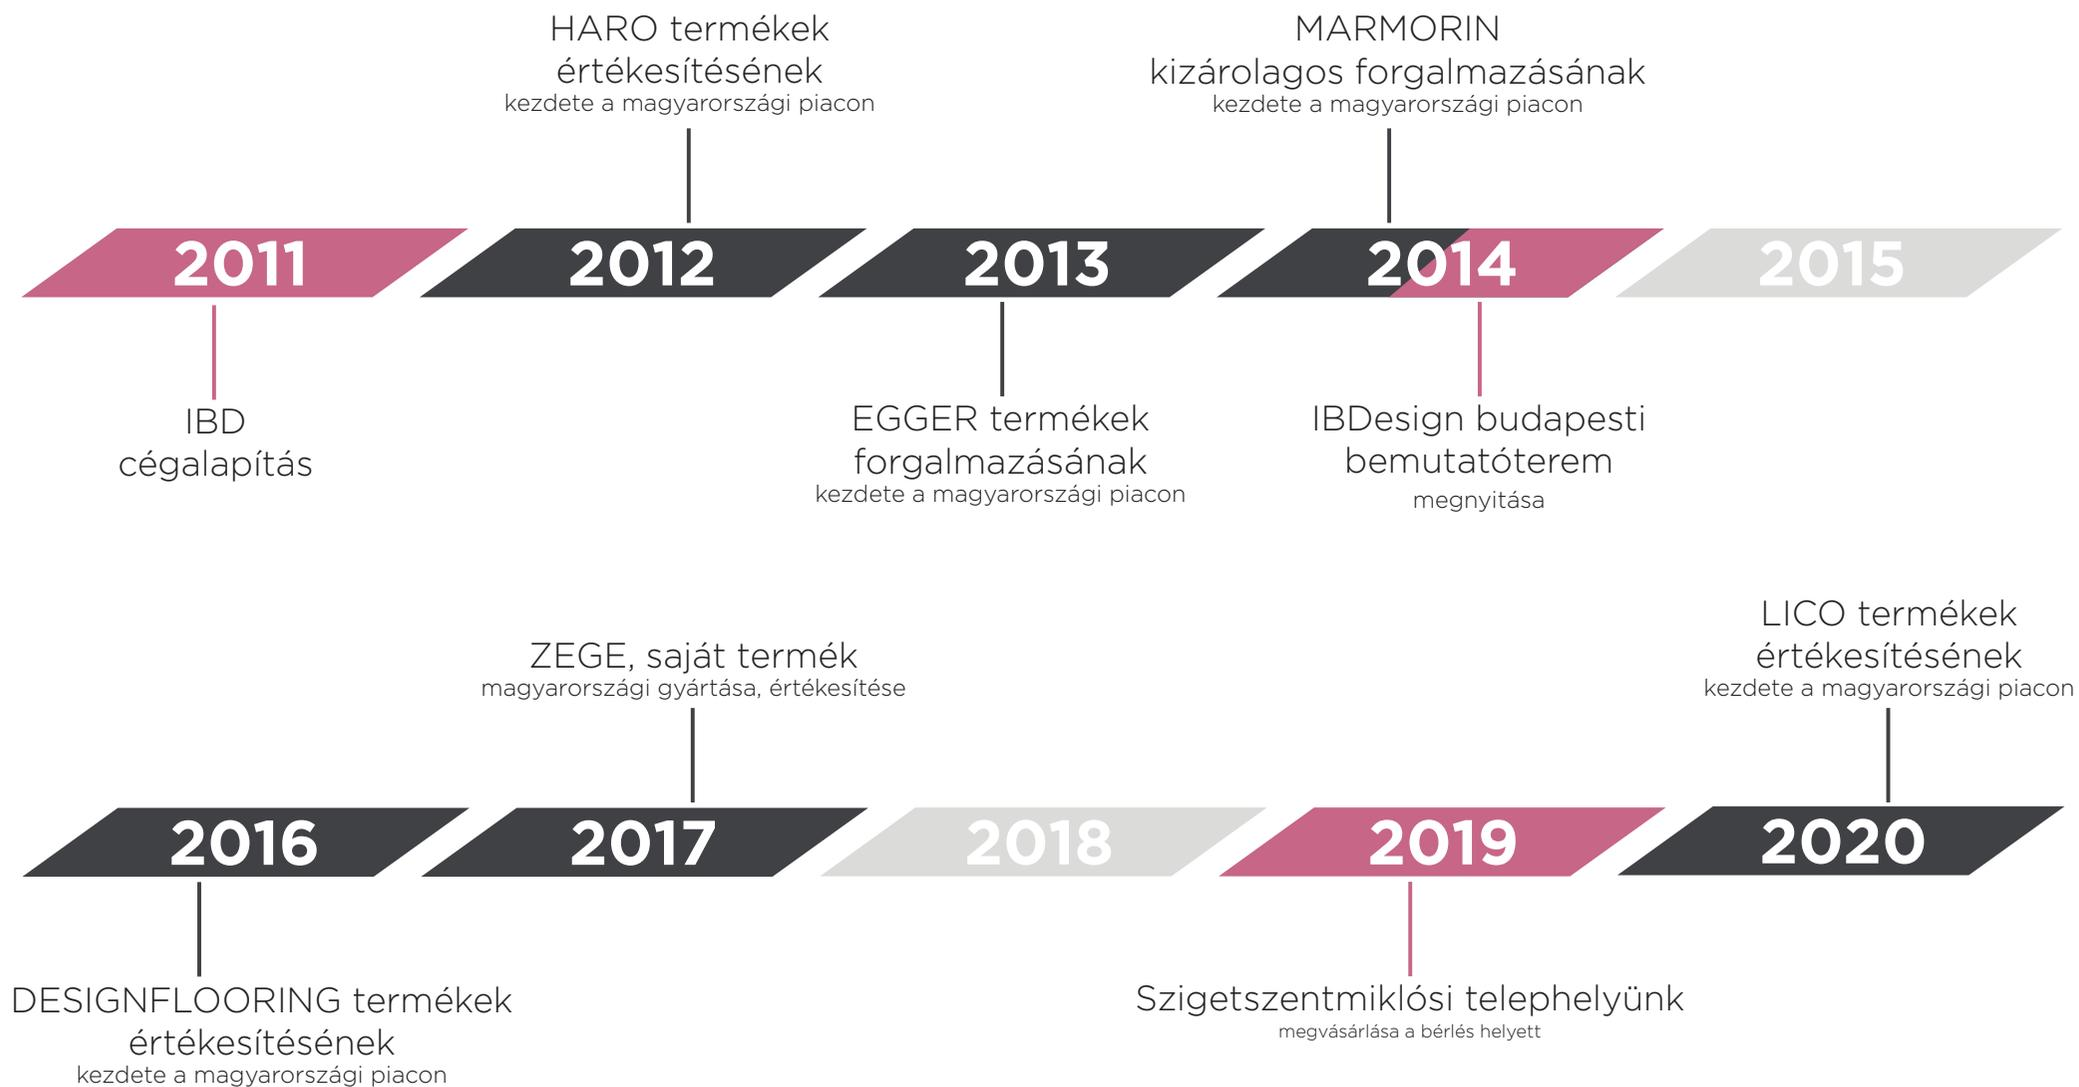 HARO termékek
értékesítésének
kezdete a magyarországi piacon
MARMORIN
kizárolagos forgalmazásának
kezdete a magyarországi piacon
2011
2012
2013
2014
2015
IBD
cégalapítás
EGGER termékek
forgalmazásának
kezdete a magyarországi piacon
IBDesign budapesti
bemutatóterem
megnyitása
ZEGE, saját termék
magyarországi gyártása, értékesítése
LICO termékek
értékesítésének
kezdete a magyarországi piacon
2016
2017
2018
2019
2020
DESIGNFLOORING termékek
értékesítésének
kezdete a magyarországi piacon
Szigetszentmiklósi telephelyünk
megvásárlása a bérlés helyett